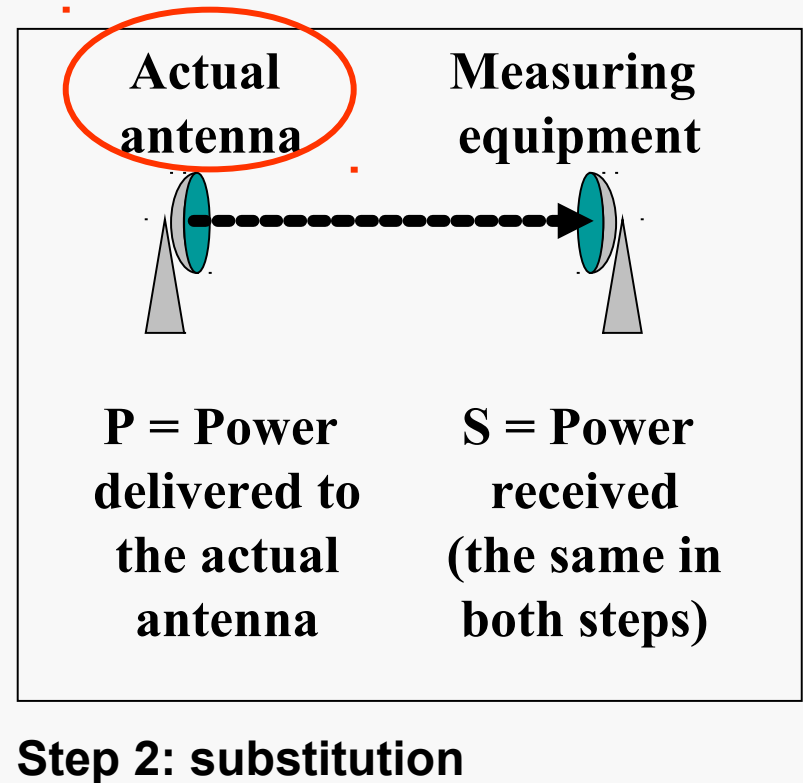 Actual
antenna
Measuring
equipment
P = Power
delivered to
the actual
antenna
S = Power
received
(the same in
both steps)
Step 2: substitution